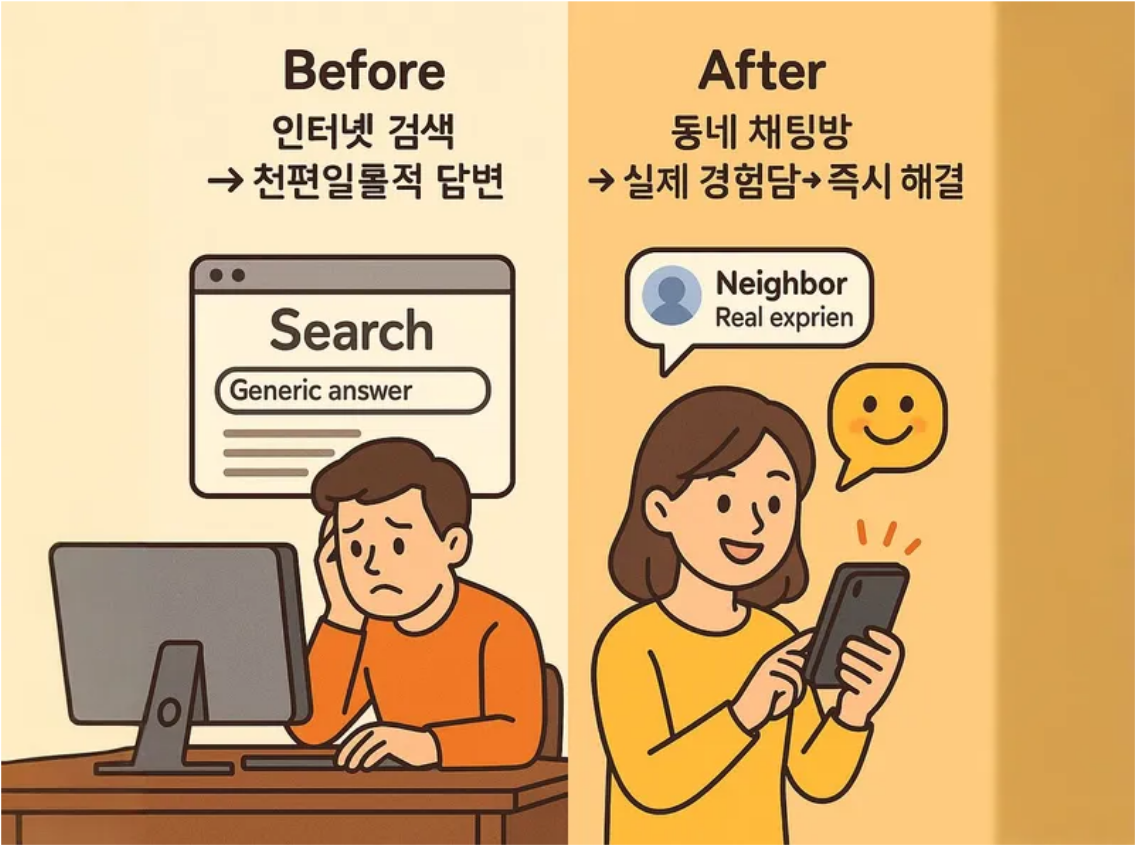 Before
인터넷 검색
→ 천편일롤적 답변
Search
Generic answer
After
동네 채팅방
→ 실제 경험담→즉시 해결
Neighbor
Real exprien